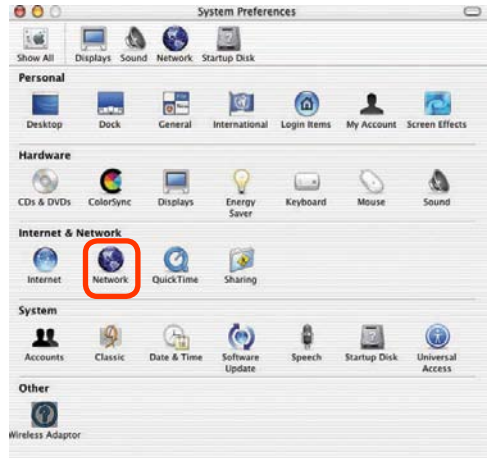 System Preferences
Show All Displays Sound Network Startup Disk
Personal
Desktop Dock General International Login Items My Account Screen Effects
Hardware
CDs & DVDs ColorSync Displays Energy Saver Keyboard Mouse Sound
Internet & Network
Internet Network QuickTime Sharing
System
Accounts Classic Date & Time Software Update Speech Startup Disk Universal Access
Other
Wireless Adaptor